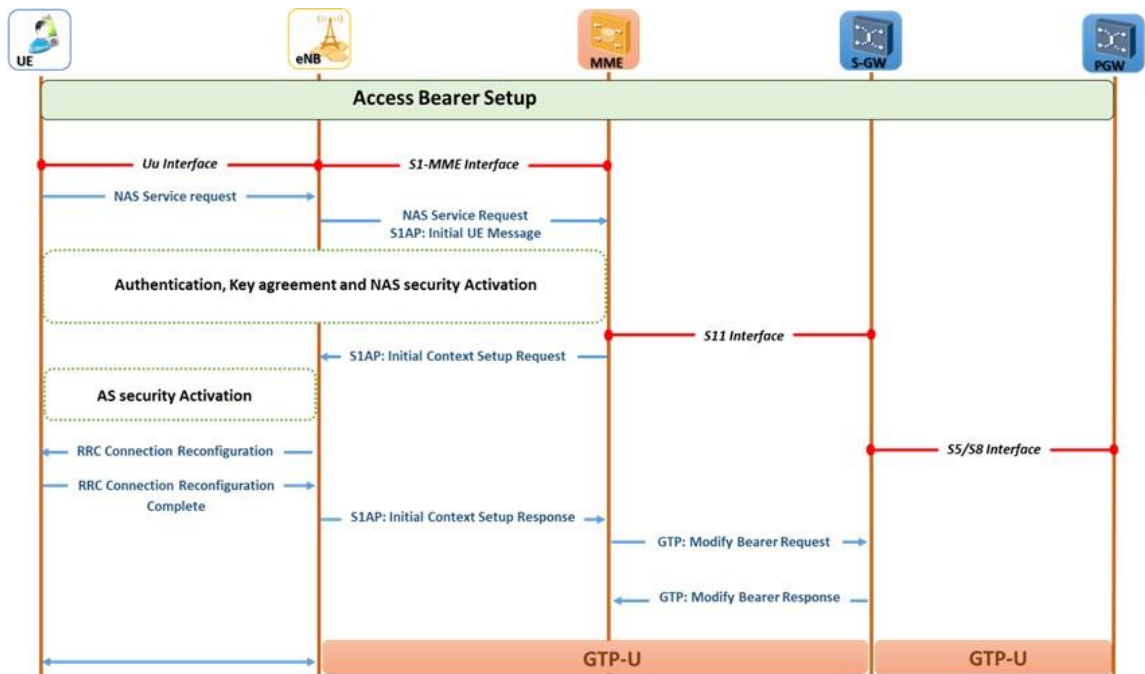 UE
eNB
MME
S-GW
PGW
Access Bearer Setup
Uu Interface
S1-MME Interface
NAS Service request
NAS Service Request
S1AP: Initial UE Message
Authentication, Key agreement and NAS security Activation
S11 Interface
S1AP: Initial Context Setup Request
AS security Activation
RRC Connection Reconfiguration
S5/S8 Interface
RRC Connection Reconfiguration
Complete
S1AP: Initial Context Setup Response
GTP: Modify Bearer Request
GTP: Modify Bearer Response
GTP-U
GTP-U